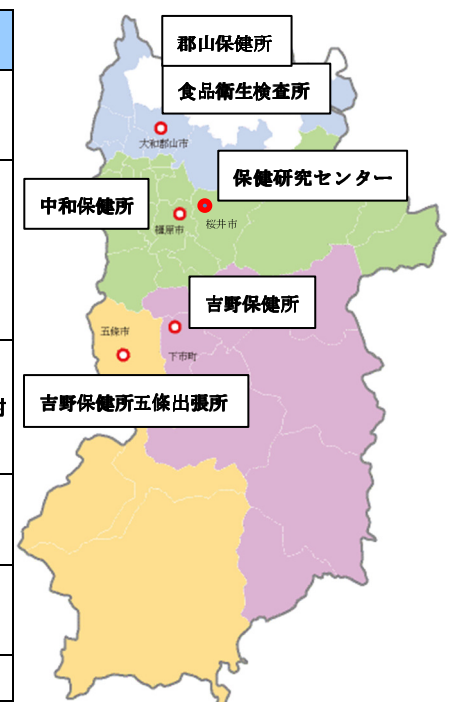 郡山保健所
食品衛生検査所
大和郡山市
保健研究センター
中和保健所
桜井市
橿原市
吉野保健所
五條市
下市町
吉野保健所五條出張所
村